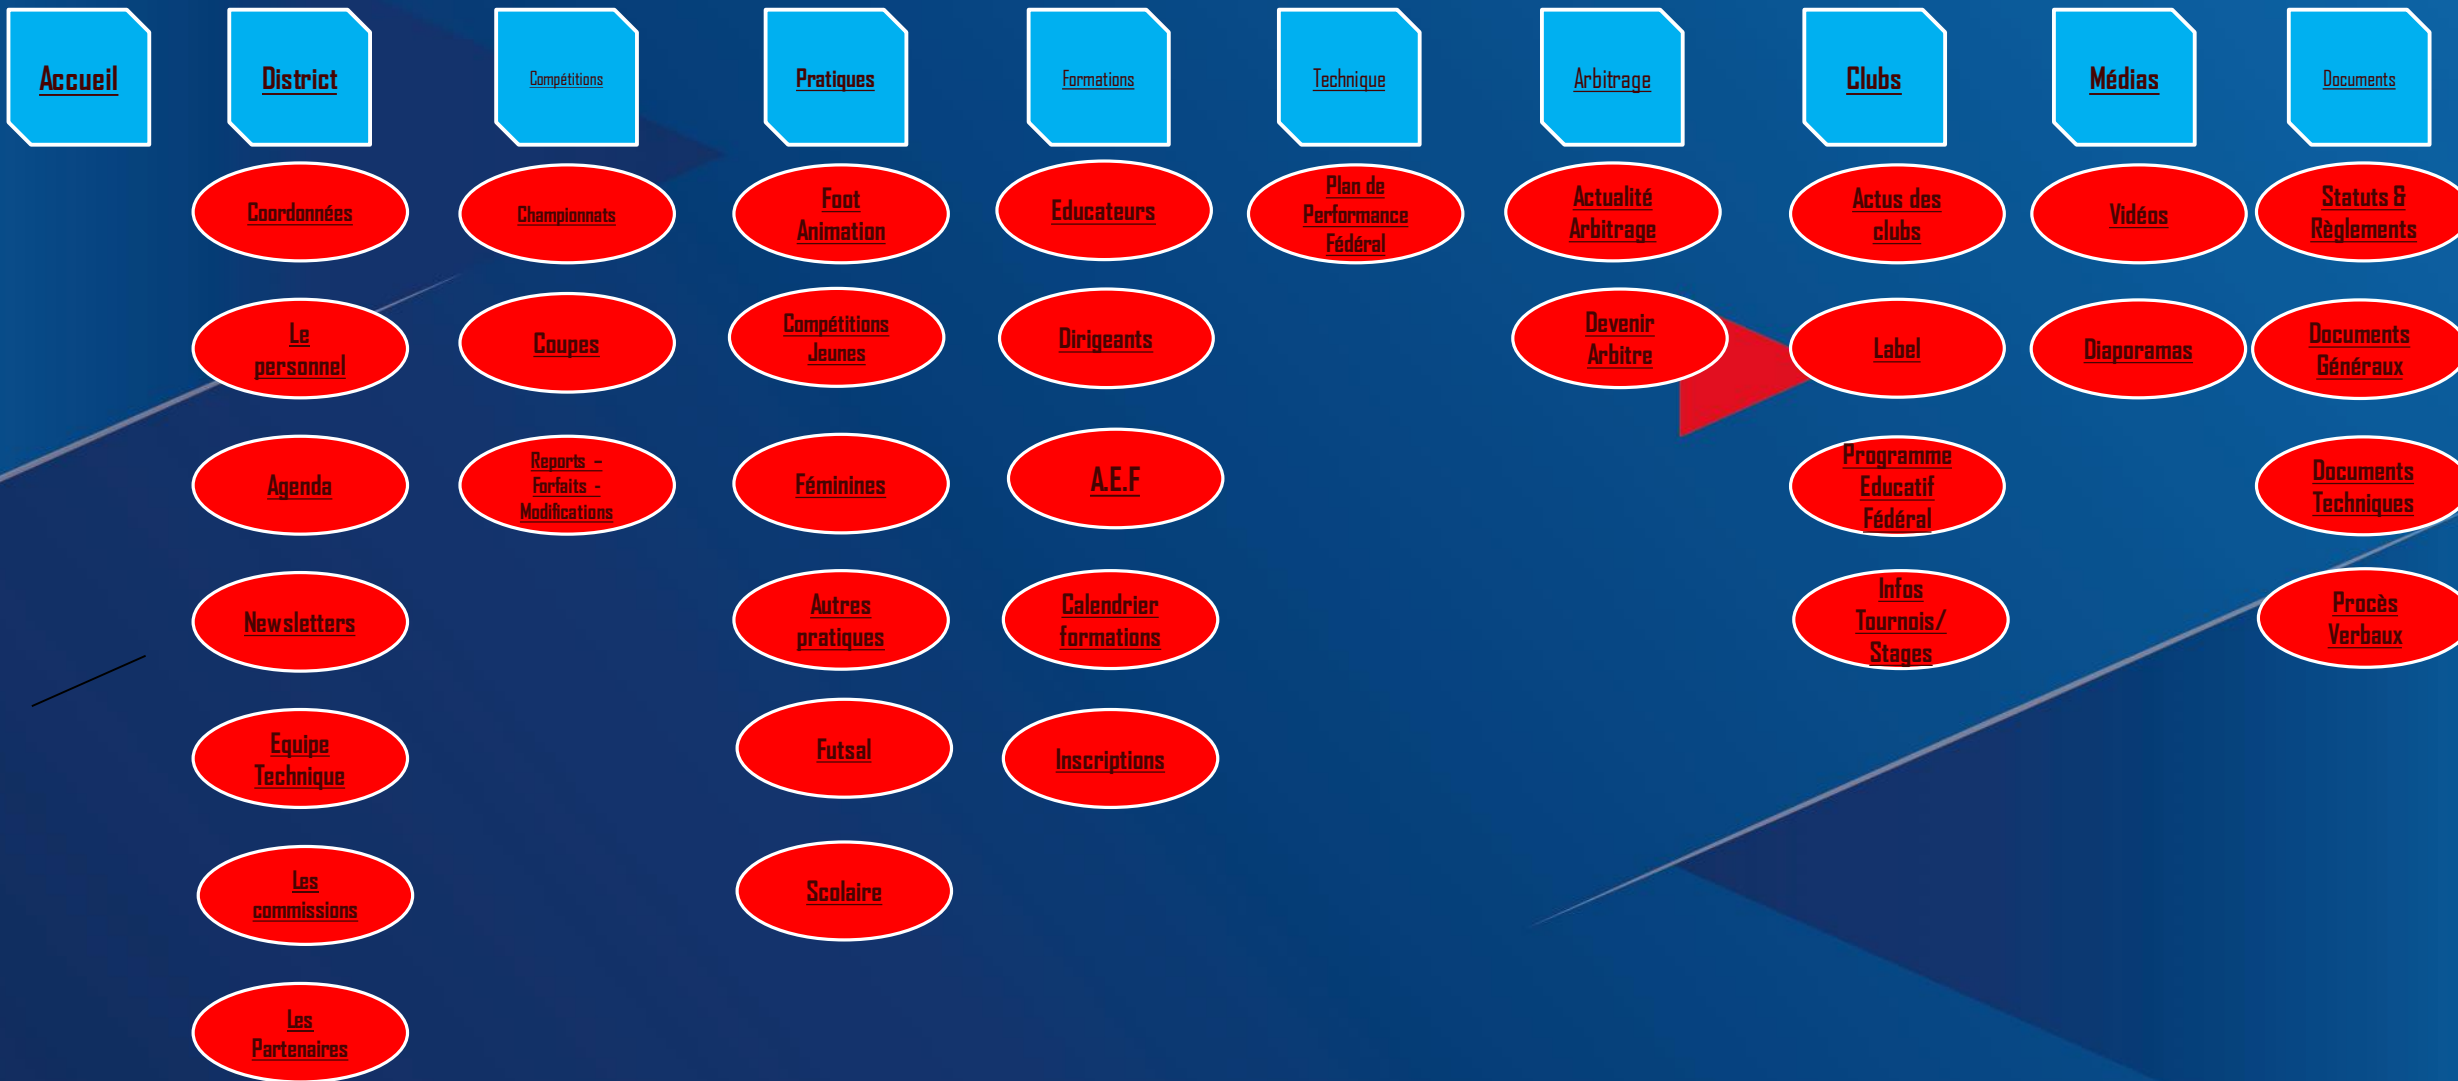 Accueil
District
Compétitions
Pratiques
Formations
Technique
Arbitrage
Clubs
Médias
Documents
Coordonnées
Le
personnel
Agenda
Newsletters
Equipe
Technique
Les
commissions
Les
Partenaires
Championnats
Coupes
Reports -
Forfaits -
Modifications
Foot
Animation
Compétitions
Jeunes
Féminines
Autres
pratiques
Futsal
Scolaire
Educateurs
Dirigeants
A.E.F
Calendrier
formations
Inscriptions
Plan de
Performance
Fédéral
Actualité
Arbitrage
Devenir
Arbitre
Actus des
clubs
Label
Programme
Educatif
Fédéral
Infos
Tournois/
Stages
Vidéos
Diaporamas
Statuts &
Règlements
Documents
Généraux
Documents
Techniques
Procès
Verbaux